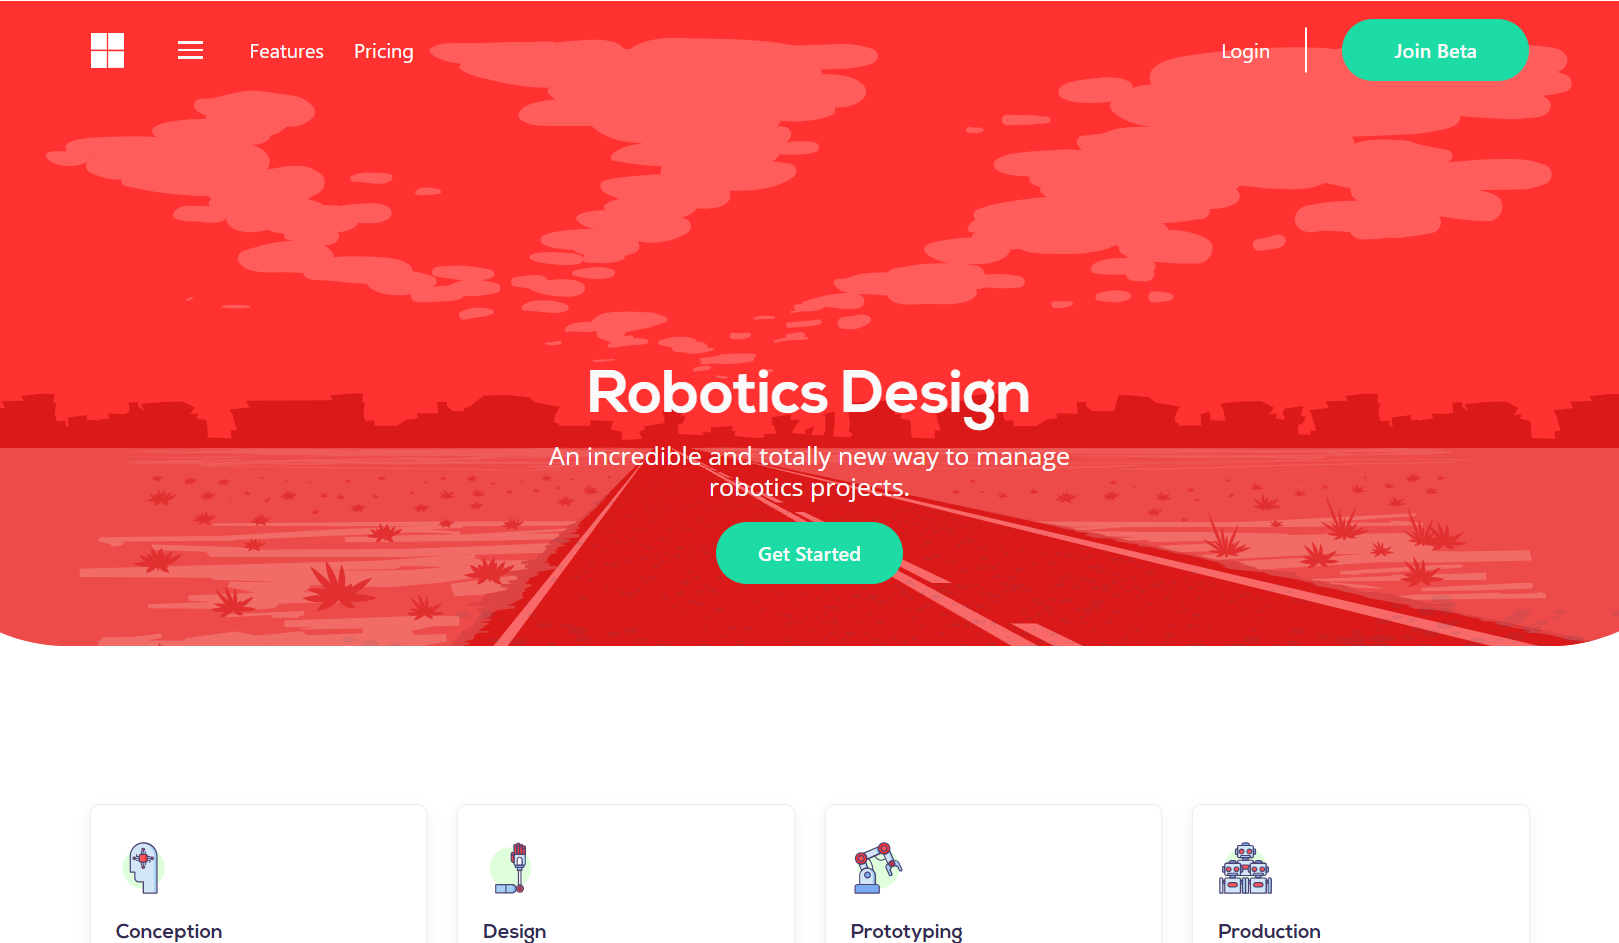 Features Pricing Login Join Beta
Robotics Design
An incredible and totally new way to manage
robotics projects.
Get Started
Conception Design Prototyping Production